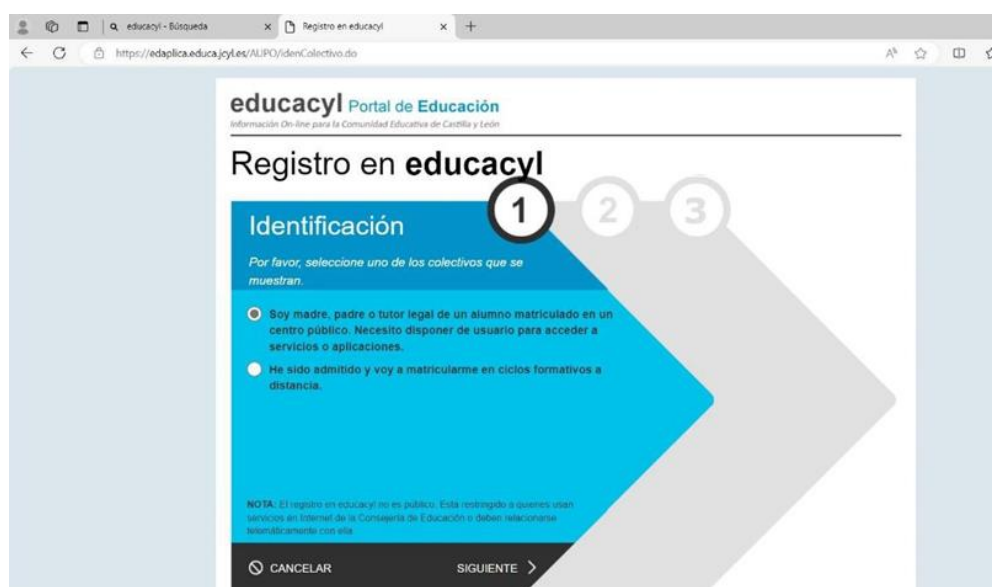 educacyl - Búsqueda
Registro en educacyl
https://edaplica.educa.jcyl.es/AUPO/idenColectivo.do
educacyl Portal de Educación
Información On-line para la Comunidad Educativa de Castilla y León
Registro en educacyl
1
2
3
Identificación
Por favor, seleccione uno de los colectivos que se
muestran.
Soy madre, padre o tutor legal de un alumno matriculado en un
centro público. Necesito disponer de usuario para acceder a
servicios o aplicaciones.
He sido admitido y voy a matricularme en ciclos formativos a
distancia.
NOTA: El registro en educacyl no es público. Está restringido a quienes usan
servicios en Internet de la Consejería de Educación o deben relacionarse
telemáticamente con ella
CANCELAR
SIGUIENTE